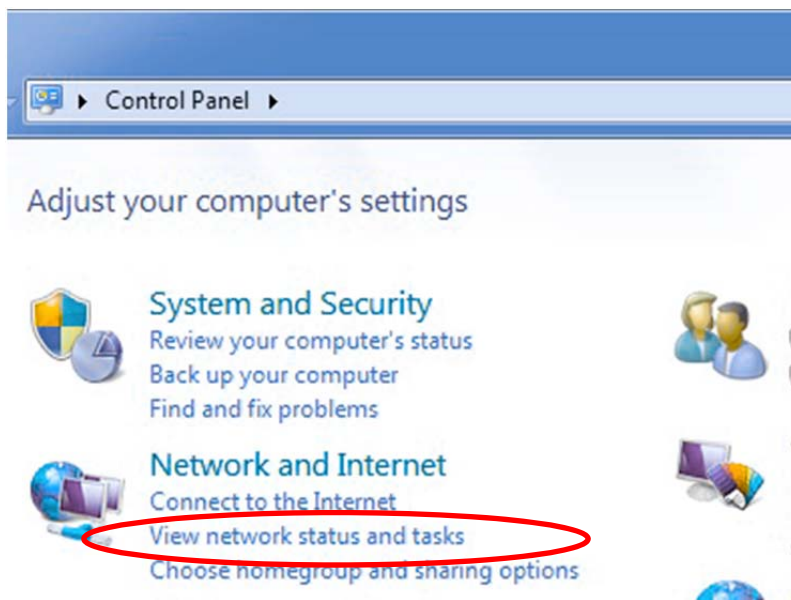 Control Panel
Adjust your computer's settings
System and Security
Review your computer's status
Back up your computer
Find and fix problems
Network and Internet
Connect to the Internet
View network status and tasks
Choose homegroup and sharing options